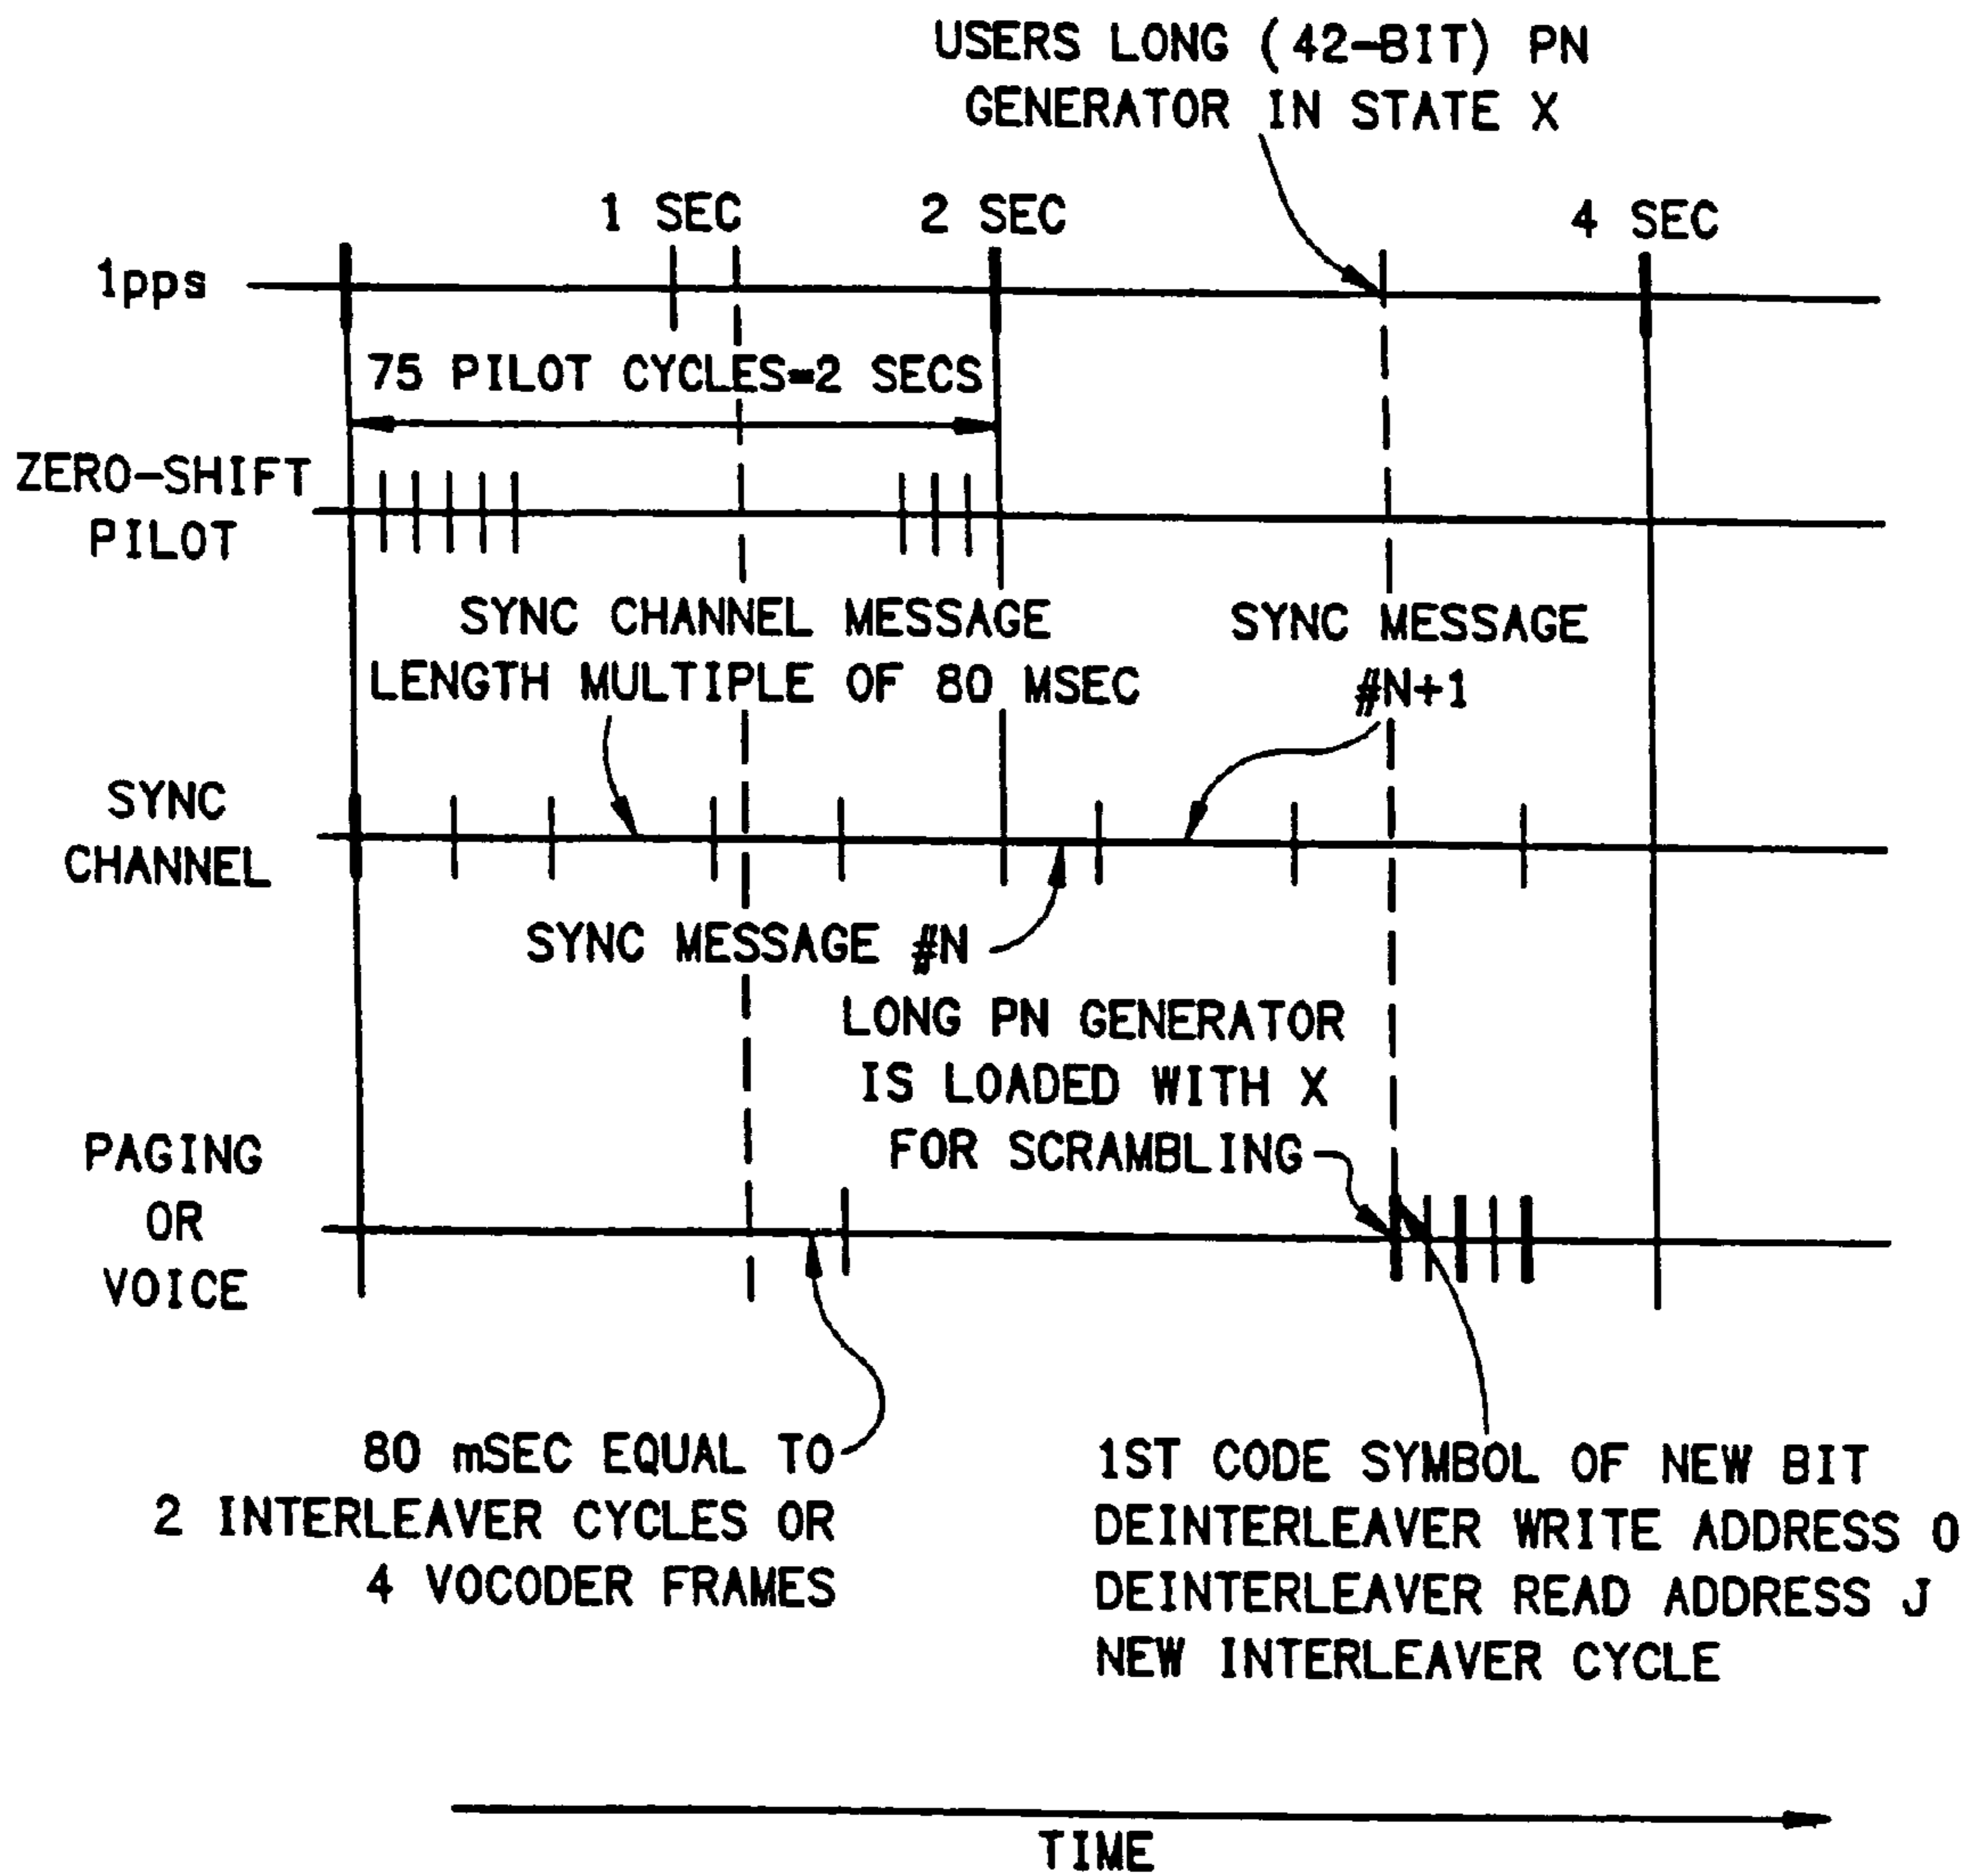 USERS LONG (42-BIT) PN
GENERATOR IN STATE X
1 SEC
2 SEC
4 SEC
1pps
75 PILOT CYCLES=2 SECS
ZERO-SHIFT
PILOT
SYNC CHANNEL MESSAGE
LENGTH MULTIPLE OF 80 MSEC
SYNC MESSAGE
#N+1
SYNC
CHANNEL
SYNC MESSAGE #N
LONG PN GENERATOR
IS LOADED WITH X
FOR SCRAMBLING
PAGING
OR
VOICE
80 mSEC EQUAL TO
2 INTERLEAVER CYCLES OR
4 VOCODER FRAMES
1ST CODE SYMBOL OF NEW BIT
DEINTERLEAVER WRITE ADDRESS 0
DEINTERLEAVER READ ADDRESS J
NEW INTERLEAVER CYCLE
TIME